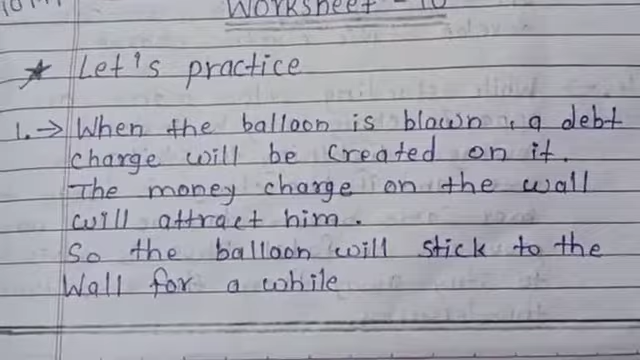 Worksheet - 10
* Let's practice
1. → When the balloon is blown, a debt
charge will be created on it.
The money charge on the wall
will attract him.
So the balloon will stick to the
Wall for a while